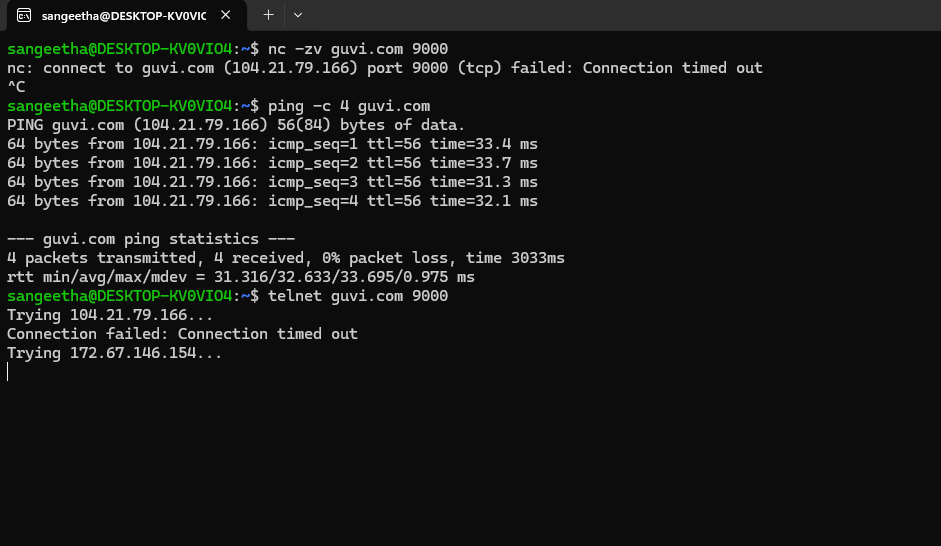 sangeetha@DESKTOP-KV0VIC
sangeetha@DESKTOP-KV0VIO4:~$ nc -zv guvi.com 9000
nc: connect to guvi.com (104.21.79.166) port 9000 (tcp) failed: Connection timed out
^C
sangeetha@DESKTOP-KV0VIO4:~$ ping -c 4 guvi.com
PING guvi.com (104.21.79.166) 56(84) bytes of data.
64 bytes from 104.21.79.166: icmp_seq=1 ttl=56 time=33.4 ms
64 bytes from 104.21.79.166: icmp_seq=2 ttl=56 time=33.7 ms
64 bytes from 104.21.79.166: icmp_seq=3 ttl=56 time=31.3 ms
64 bytes from 104.21.79.166: icmp_seq=4 ttl=56 time=32.1 ms
--- guvi.com ping statistics ---
4 packets transmitted, 4 received, 0% packet loss, time 3033ms
rtt min/avg/max/mdev = 31.316/32.633/33.695/0.975 ms
sangeetha@DESKTOP-KV0VIO4:~$ telnet guvi.com 9000
Trying 104.21.79.166...
Connection failed: Connection timed out
Trying 172.67.146.154...